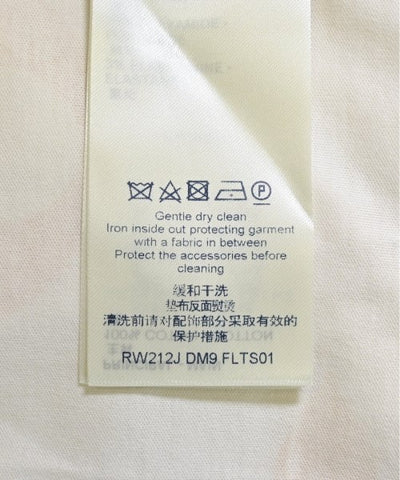 P
Gentle dry clean
Iron inside out protecting garment
with a fabric in between
Protect the accessories before
cleaning
缓和干洗
垫布反面熨烫
清洗前请对配饰部分采取有效的
保护措施
RW212J DM9 FLTS01